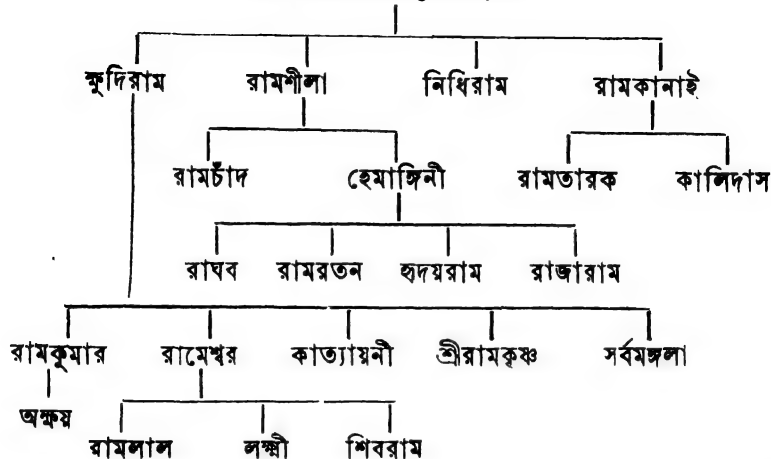 ক্ষুদিরাম রামশীলা নিধিরাম রামকানাই
রামচাঁদ হেমাঙ্গিনী রামতারক কালিদাস
রাঘব রামরতন হৃদয়রাম রাজারাম
রামকুমার রামেশ্বর কাত্যায়নী শ্রীরামকৃষ্ণ সর্বমঙ্গলা
অক্ষয়
রামলাল লক্ষ্মী শিবরাম